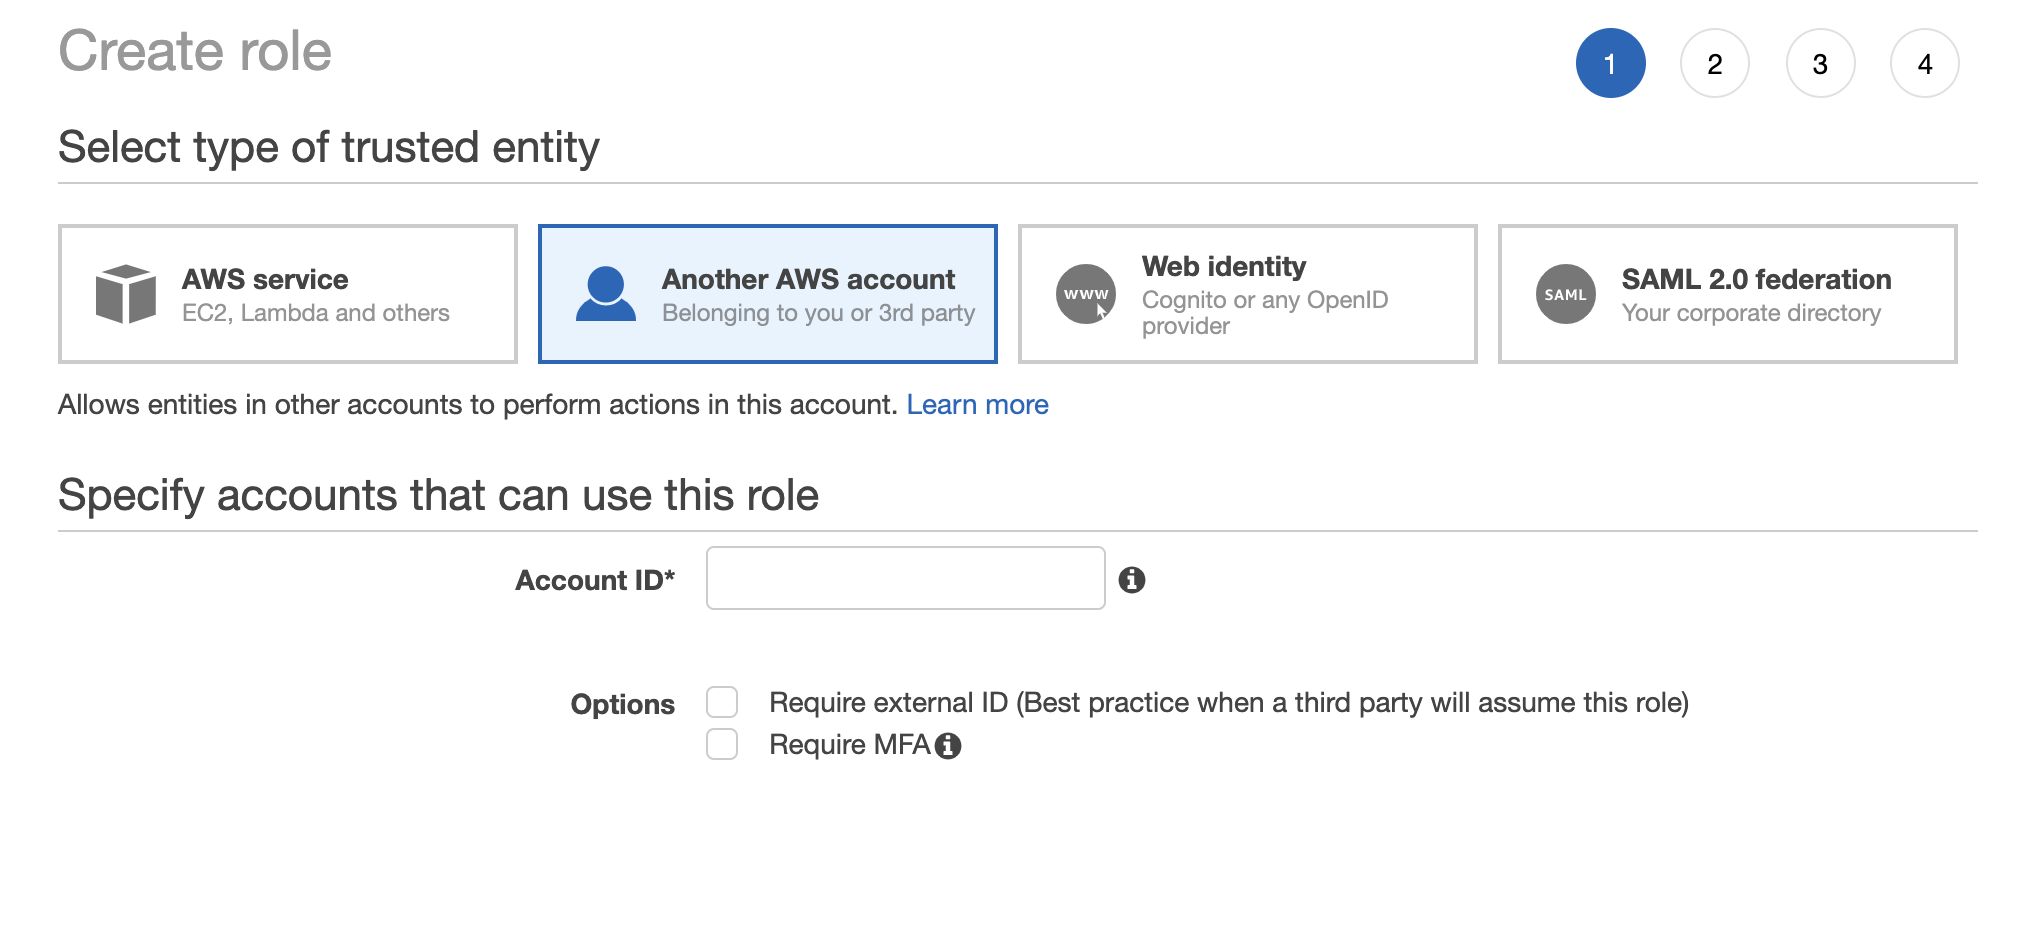 Create role
1 2 3 4
Select type of trusted entity
AWS service
EC2, Lambda and others
Another AWS account
Belonging to you or 3rd party
www
Web identity
Cognito or any OpenID
provider
SAML
SAML 2.0 federation
Your corporate directory
Allows entities in other accounts to perform actions in this account. Learn more
Specify accounts that can use this role
Account ID*
Options
Require external ID (Best practice when a third party will assume this role)
Require MFA